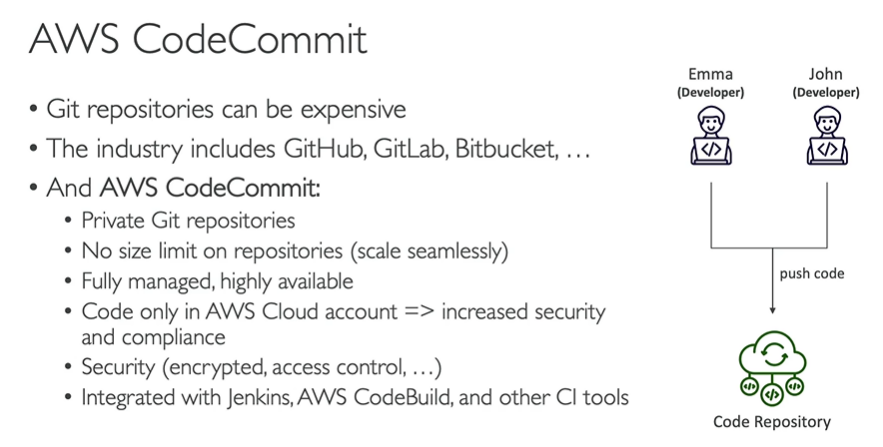 AWS CodeCommit
• Git repositories can be expensive
• The industry includes GitHub, GitLab, Bitbucket, …
• And AWS CodeCommit:
• Private Git repositories
• No size limit on repositories (scale seamlessly)
• Fully managed, highly available
• Code only in AWS Cloud account => increased security
and compliance
• Security (encrypted, access control, …)
• Integrated with Jenkins, AWS CodeBuild, and other CI tools
Emma
(Developer)
John
(Developer)
</>
</>
push code
</>
</>
</>
Code Repository